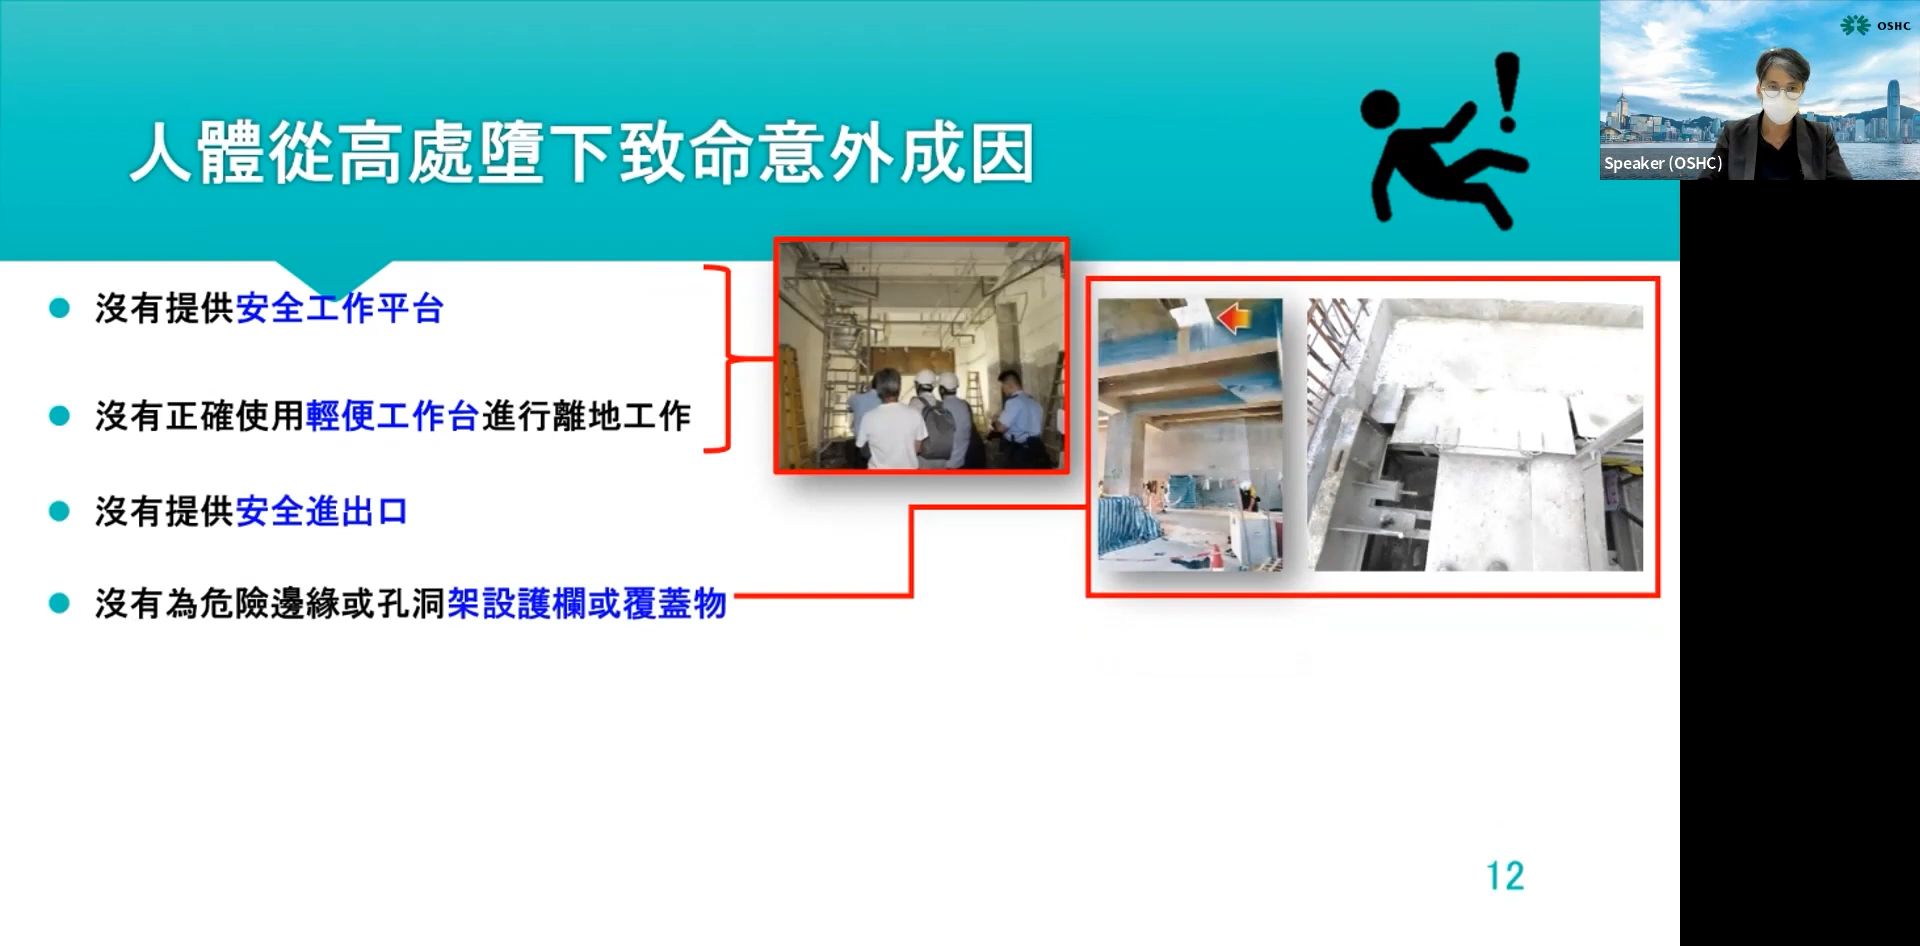 OSHC
Speaker (OSHC)
人體從高處墮下致命意外成因
沒有提供安全工作平台
沒有正確使用輕便工作台進行離地工作
沒有提供安全進出口
沒有為危險邊緣或孔洞架設護欄或覆蓋物
12